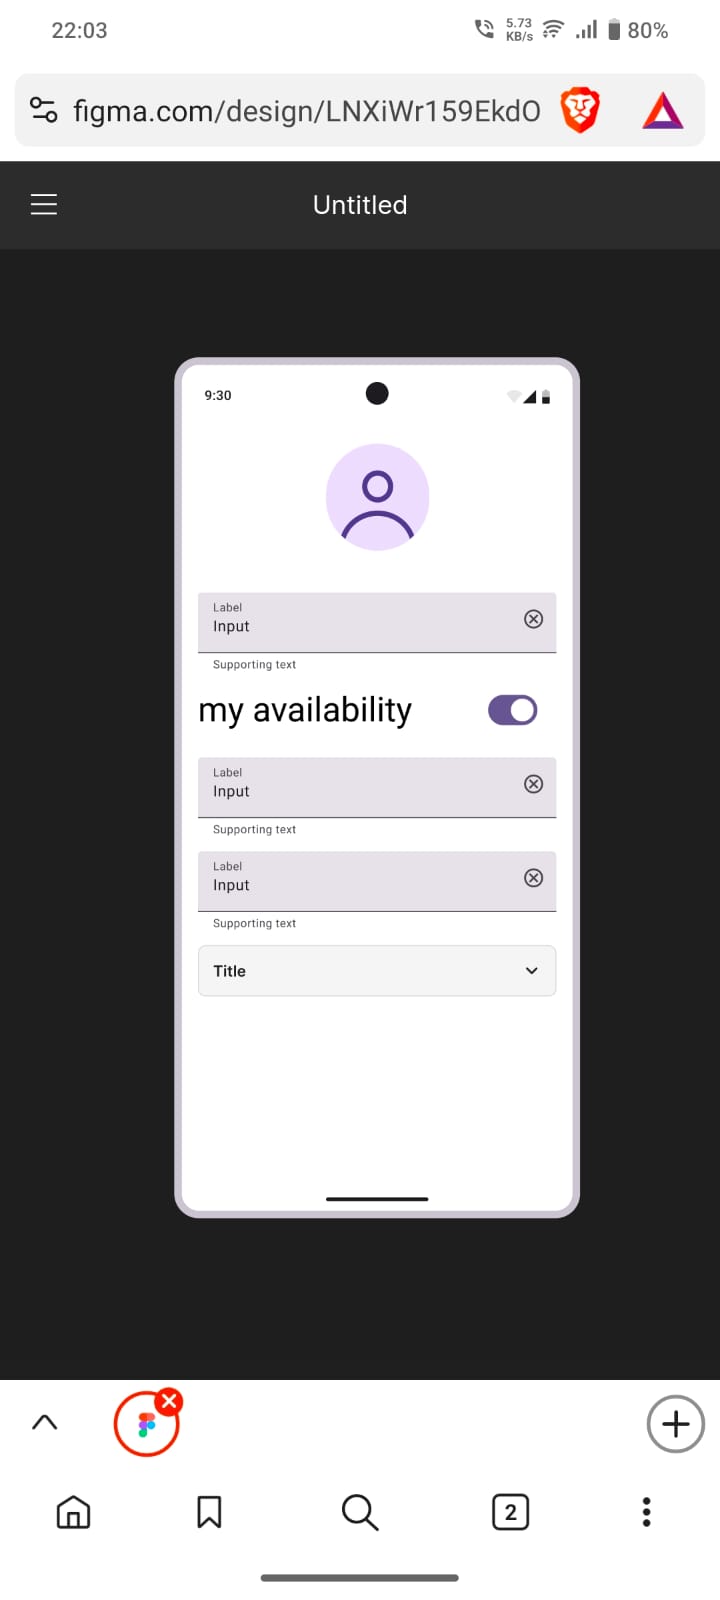 22:03
5.73
KB/s
80%
figma.com/design/LNXiWr159EkdO
Untitled
9:30
Label
Input
Supporting text
my availability
Label
Input
Supporting text
Label
Input
Supporting text
Title
2